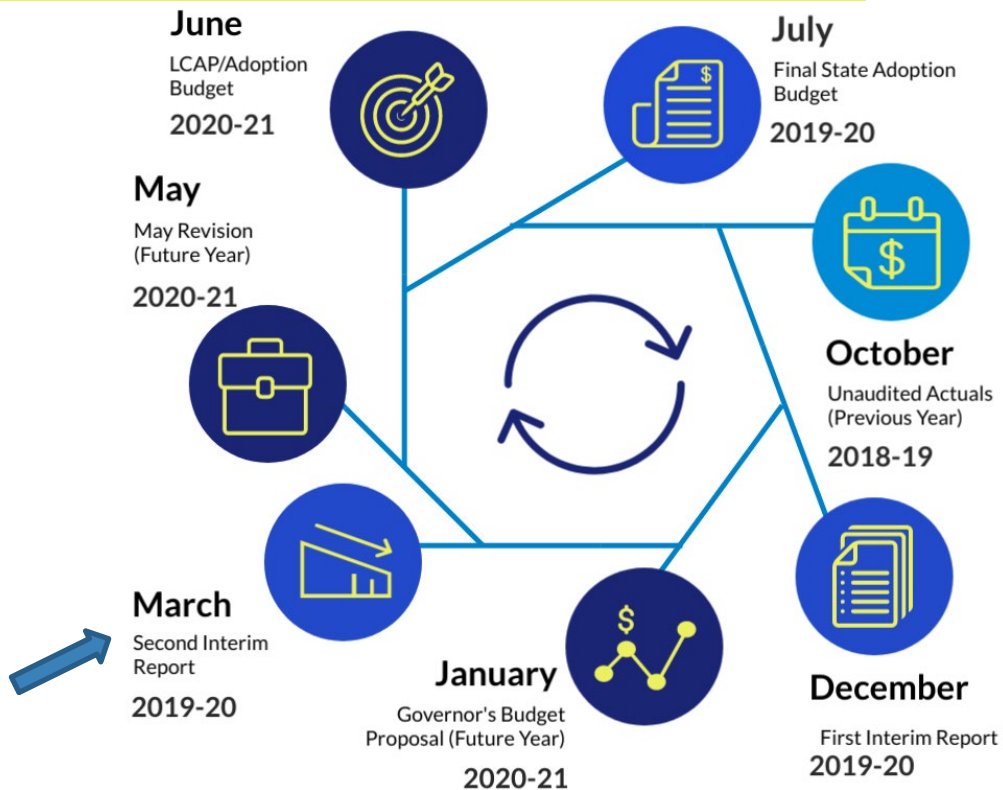 June
LCAP/Adoption
Budget
2020-21
July
Final State Adoption
Budget
2019-20
$
October
Unaudited Actuals
(Previous Year)
2018-19
$
December
First Interim Report
2019-20
January
Governor's Budget
Proposal (Future Year)
2020-21
$
March
Second Interim
Report
2019-20
May
May Revision
(Future Year)
2020-21